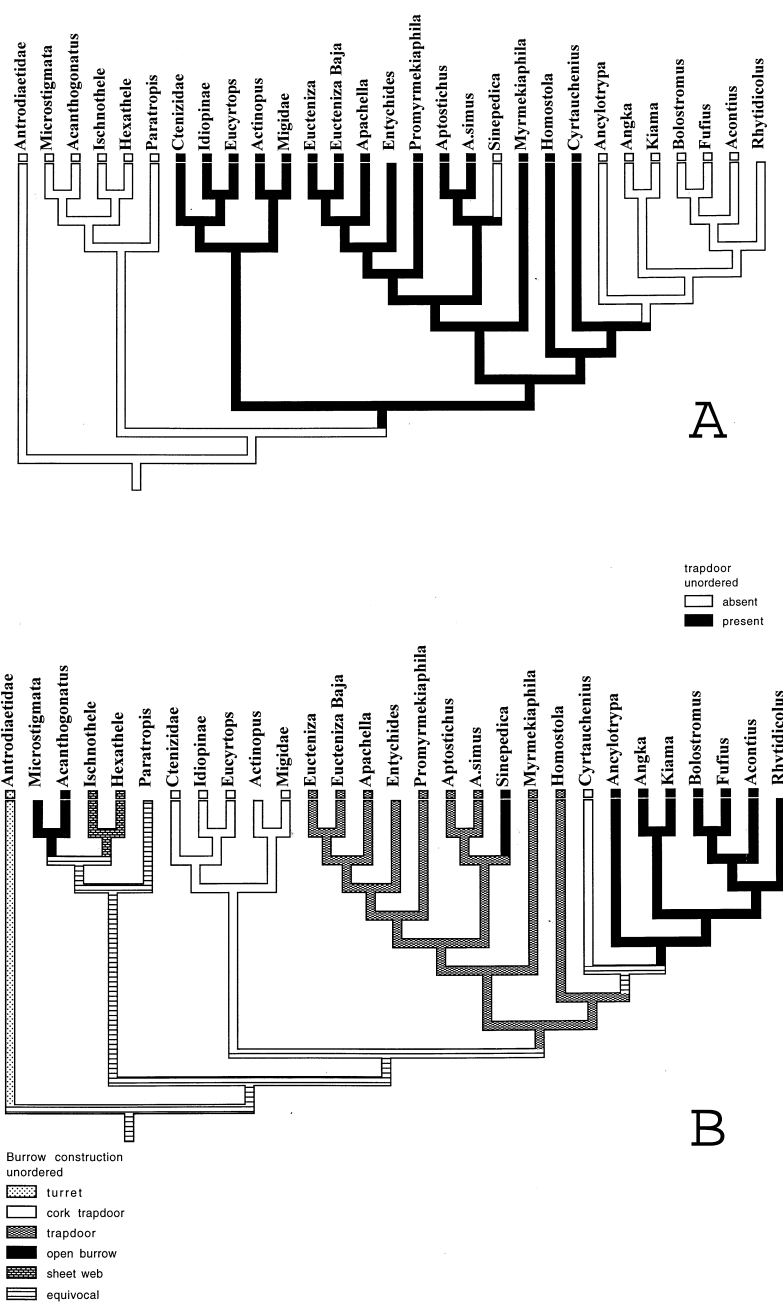 Antrodiaetidae
Microstigmata
Acanthogonatus
Ischnothele
Hexathele
Paratropis
Ctenizidae
Idiopinae
Eucyrtops
Actinopus
Migidae
Eucteniza
Eucteniza Baja
Apachella
Entychides
Promyrmekiaphila
Aptostichus
A.simus
Sinepedica
Myrmekiaphila
Homostola
Cyrtauchenius
Ancylotrypa
Angka
Kiama
Bolostromus
Fufius
Acontius
Rhytidicolus
A
trapdoor
unordered
absent
present
Antrodiaetidae
Microstigmata
Acanthogonatus
Ischnothele
Hexathele
Paratropis
Ctenizidae
Idiopinae
Eucyrtops
Actinopus
Migidae
Eucteniza
Eucteniza Baja
Apachella
Entychides
Promyrmekiaphila
Aptostichus
A.simus
Sinepedica
Myrmekiaphila
Homostola
Cyrtauchenius
Ancylotrypa
Angka
Kiama
Bolostromus
Fufius
Acontius
Rhytidicolus
B
Burrow construction
unordered
turret
cork trapdoor
trapdoor
open burrow
sheet web
equivocal